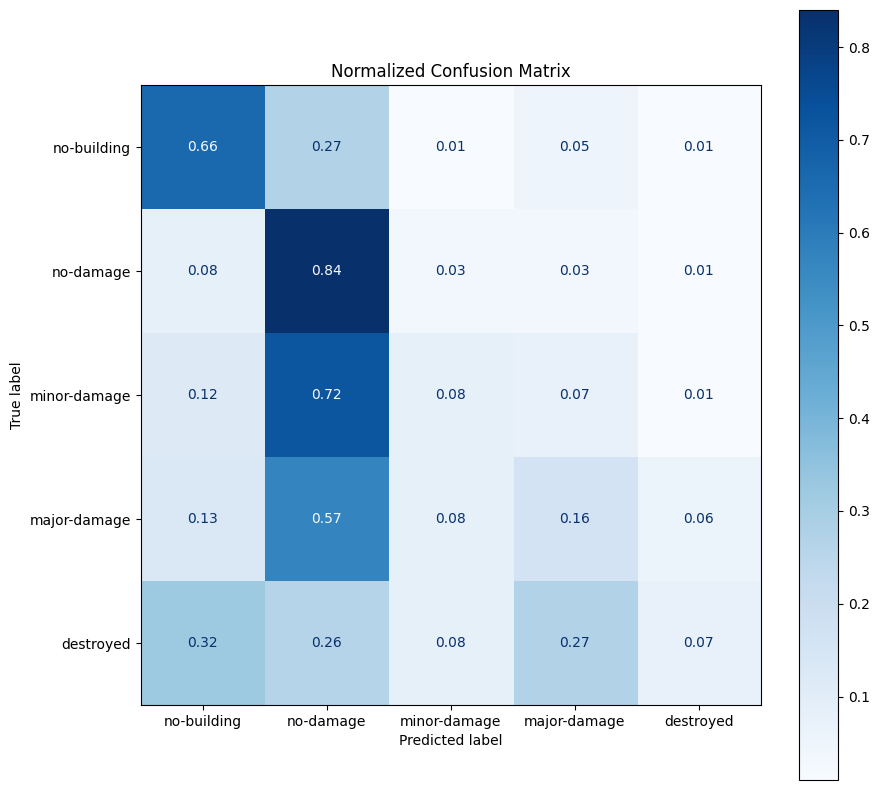 Normalized Confusion Matrix
True label
no-building 0.66 0.27 0.01 0.05 0.01
no-damage 0.08 0.84 0.03 0.03 0.01
minor-damage 0.12 0.72 0.08 0.07 0.01
major-damage 0.13 0.57 0.08 0.16 0.06
destroyed 0.32 0.26 0.08 0.27 0.07
no-building no-damage minor-damage major-damage destroyed
Predicted label
0.8
0.7
0.6
0.5
0.4
0.3
0.2
0.1